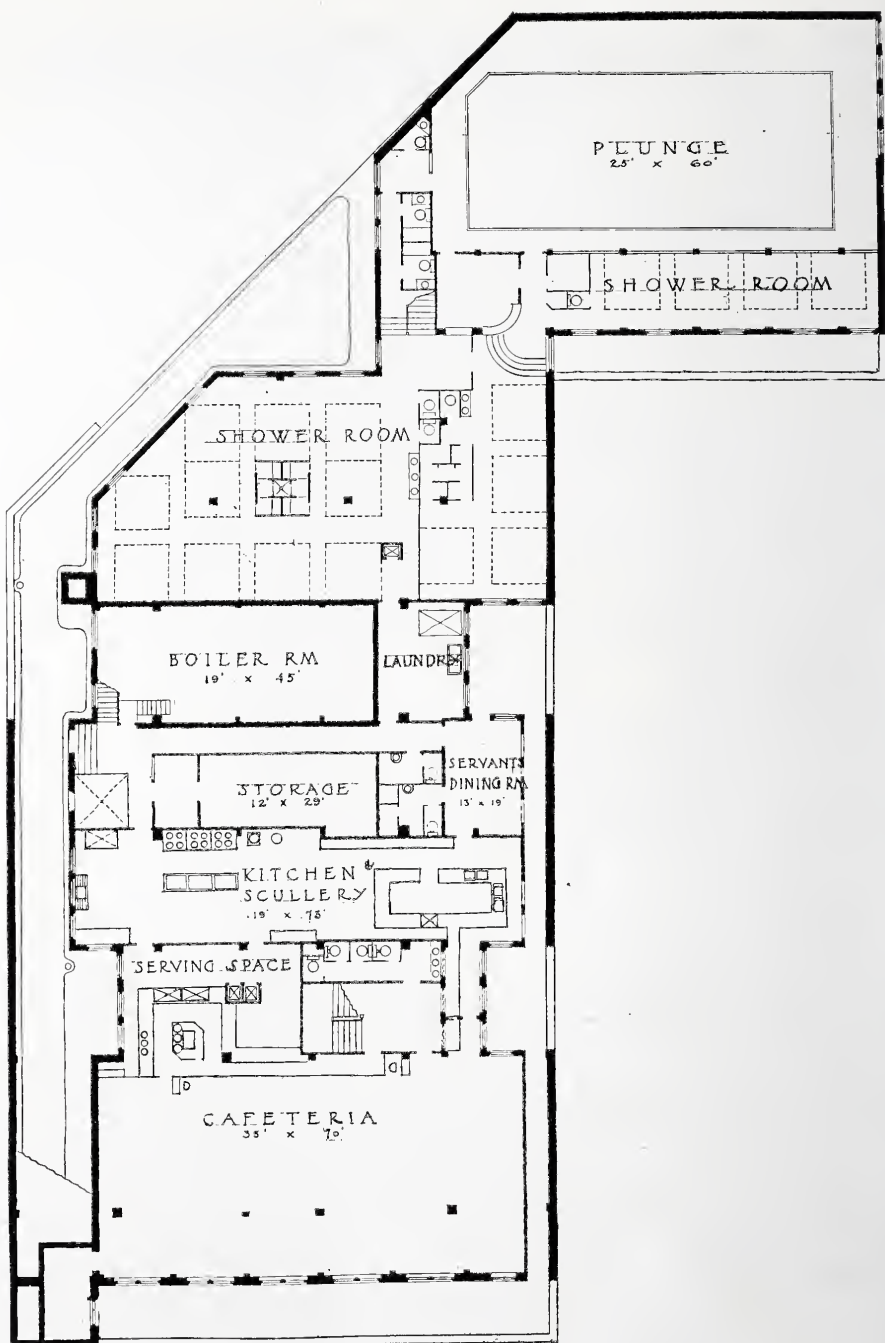 PLUNGE
25' x 60'
SHOWER ROOM
SHOWER ROOM
BOILER RM
19' x 45'
LAUNDRY
SERVANTS
DINING RM
13' x 19'
STORAGE
12' x 29'
KITCHEN &
SCULLERY
19' x 73'
SERVING SPACE
CAFETERIA
35' x 70'